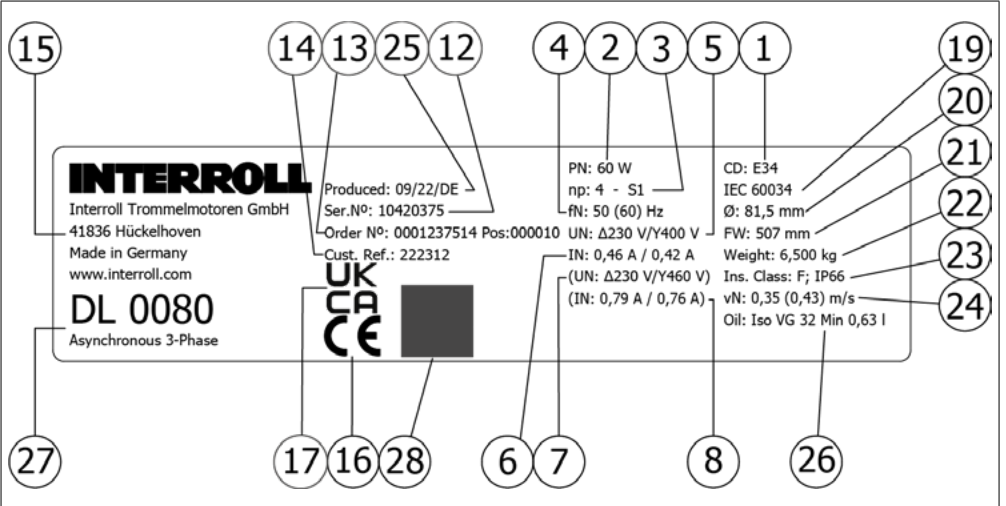 15 14 13 25 12 4 2 3 5 1 19
20
21
22
23
24
INTERROLL
Interroll Trommelmotoren GmbH
41836 Hückelhoven
Made in Germany
www.interroll.com
DL 0080
Asynchronous 3-Phase
Produced: 09/22/DE
Ser.Nº: 10420375
Order Nº: 0001237514 Pos:000010
Cust. Ref.: 222312
UK
CA
CE
PN: 60 W
np: 4 - S1
fN: 50 (60) Hz
UN: Δ230 V/Y400 V
IN: 0,46 A / 0,42 A
(UN: Δ230 V/Y460 V)
(IN: 0,79 A / 0,76 A)
CD: E34
IEC 60034
Ø: 81,5 mm
FW: 507 mm
Weight: 6,500 kg
Ins. Class: F; IP66
vN: 0,35 (0,43) m/s
Oil: Iso VG 32 Min 0,63 l
27 17 16 28 6 7 8 26